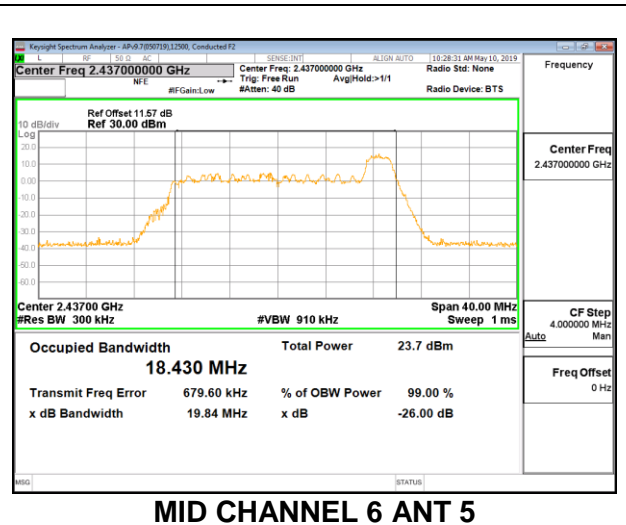 Keysight Spectrum Analyzer - APv9.7(050719),12500, Conducted F2
L RF 50 Ω AC SENSE:INT ALIGN AUTO 10:28:31 AM May 10, 2019
Center Freq 2.437000000 GHz
Center Freq: 2.437000000 GHz
Radio Std: None
Frequency
NFE
Trig: Free Run Avg|Hold:>1/1
#IFGain:Low
#Atten: 40 dB
Radio Device: BTS
Ref Offset 11.57 dB
10 dB/div Ref 30.00 dBm
Log
20.0
10.0
0.00
-10.0
-20.0
-30.0
-40.0
-50.0
-60.0
Center Freq
2.437000000 GHz
Center 2.43700 GHz Span 40.00 MHz
#Res BW 300 kHz #VBW 910 kHz Sweep 1 ms
CF Step
4.000000 MHz
Auto Man
Occupied Bandwidth Total Power 23.7 dBm
18.430 MHz
Transmit Freq Error 679.60 kHz % of OBW Power 99.00 %
x dB Bandwidth 19.84 MHz x dB -26.00 dB
Freq Offset
0 Hz
MSG STATUS
MID CHANNEL 6 ANT 5